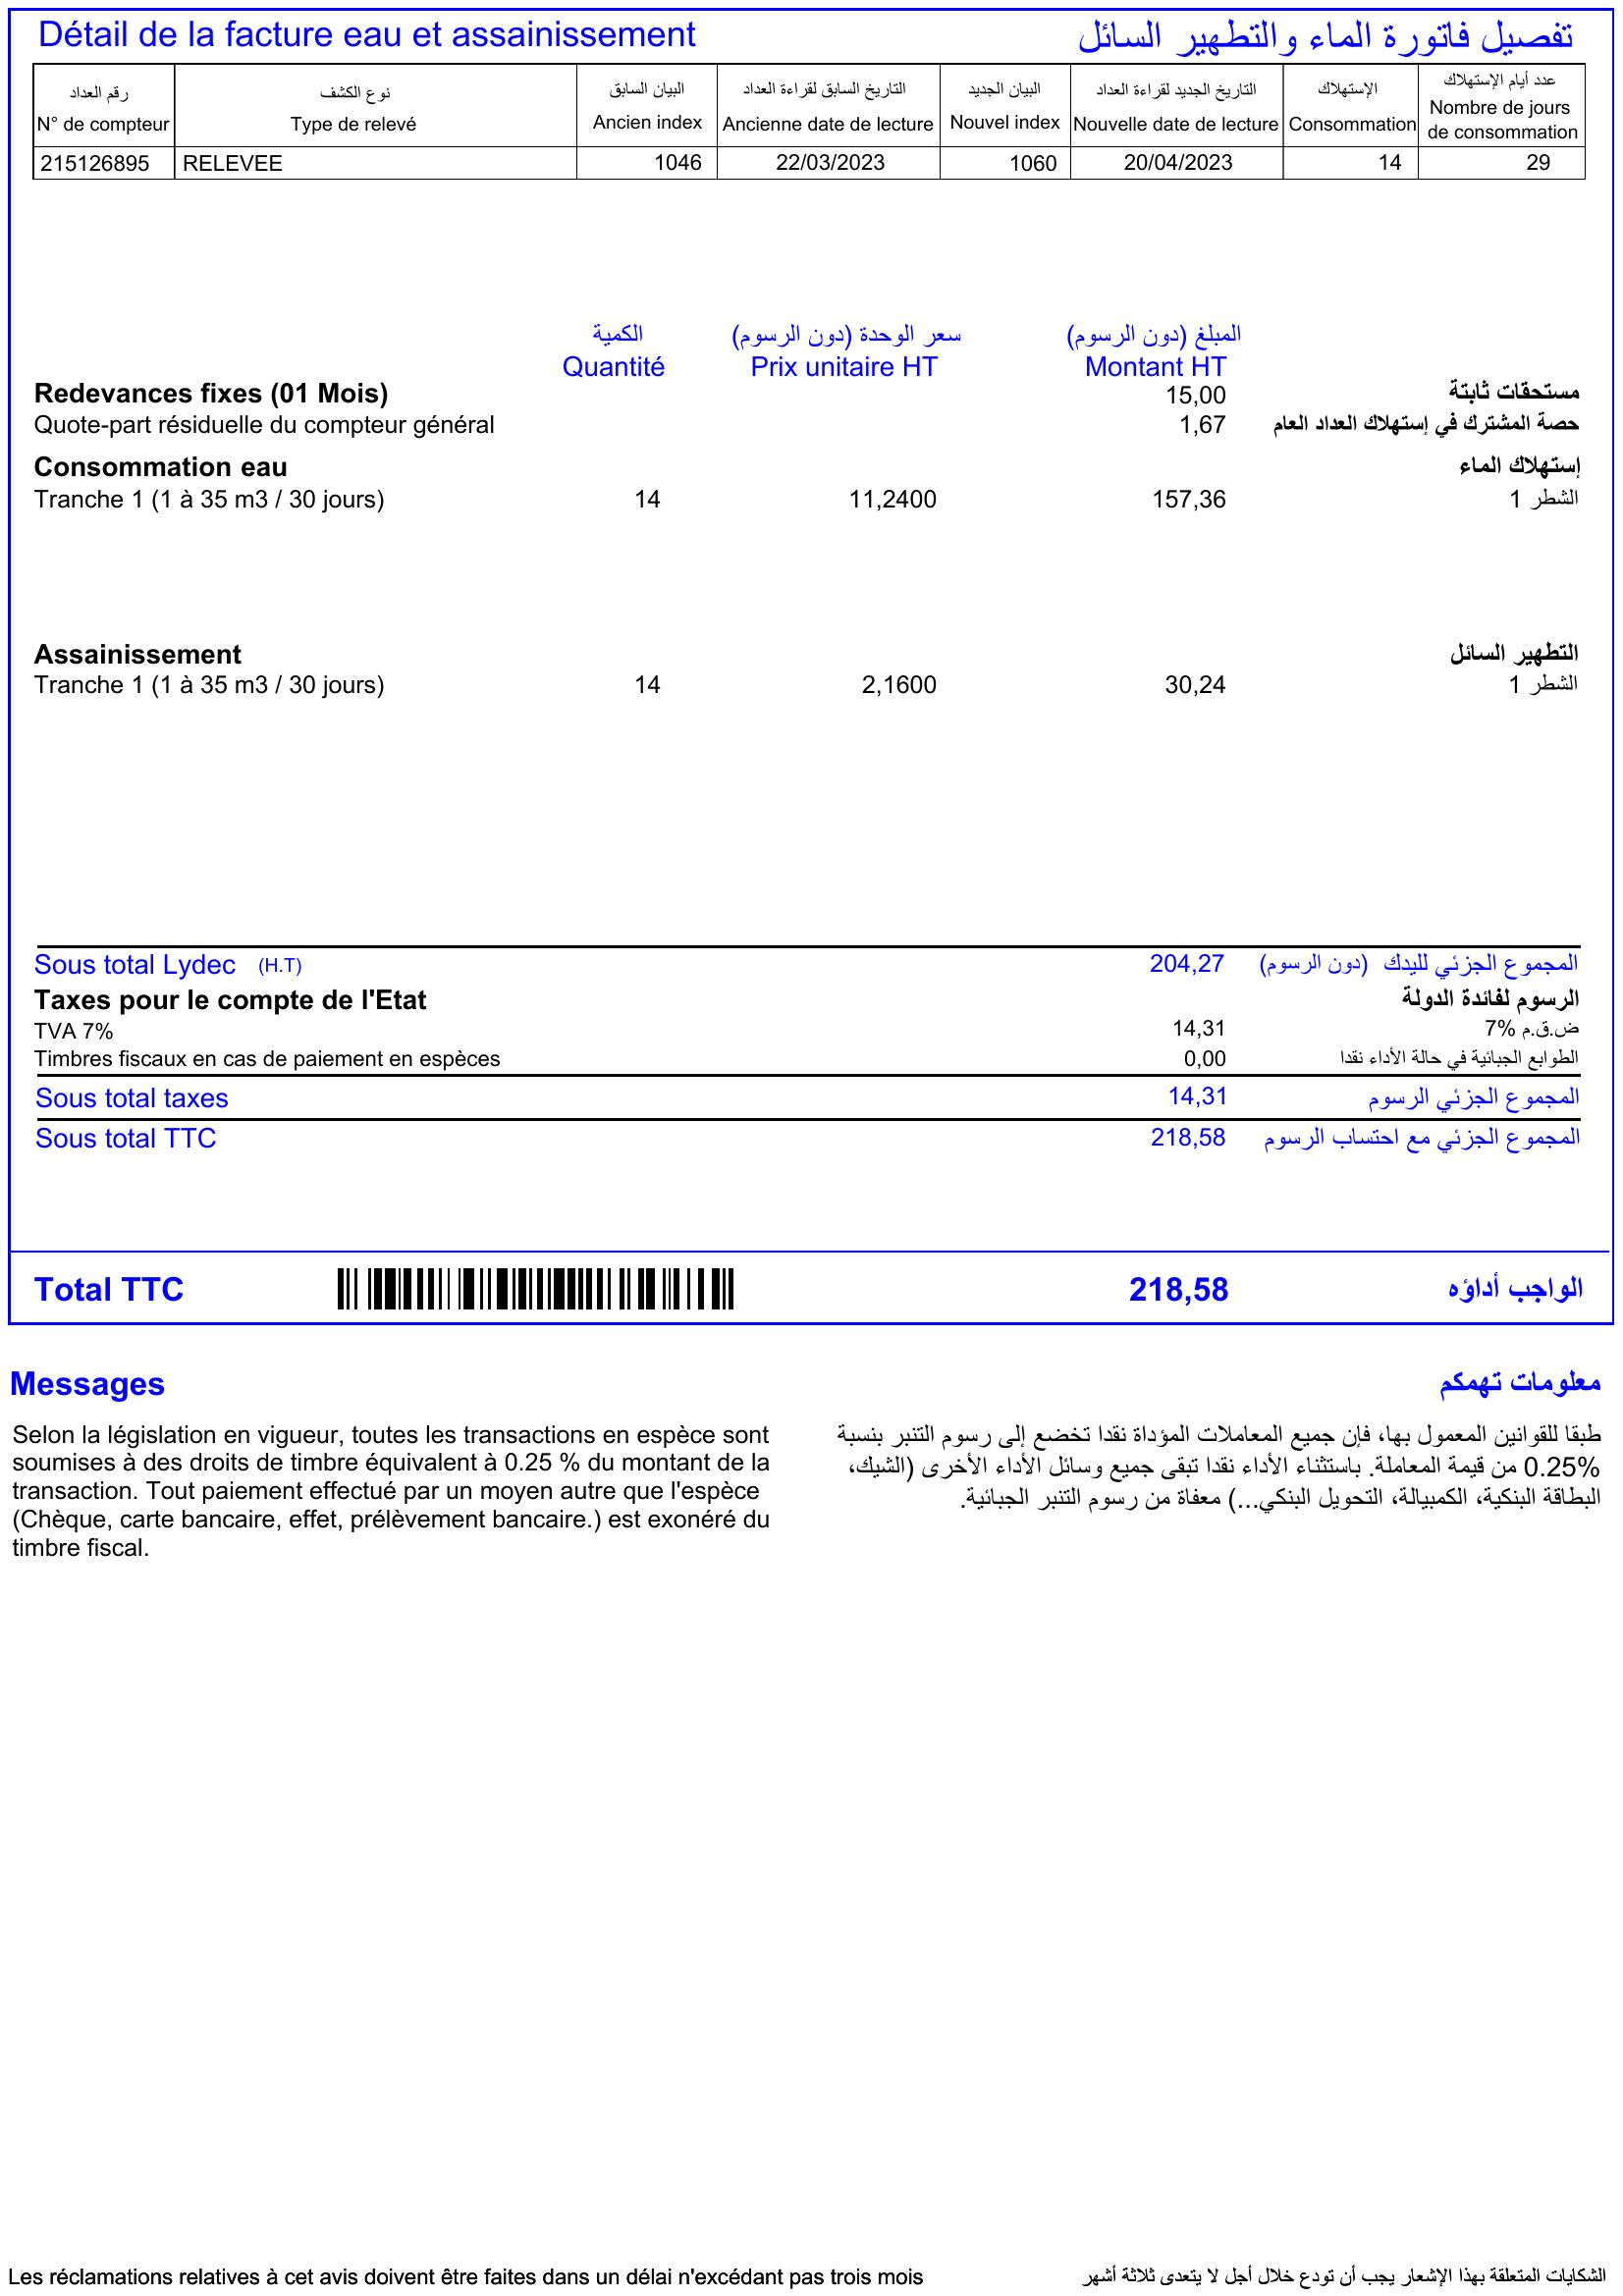 Détail de la facture eau et assainissement تفصيل فاتورة الماء والتطهير السائل
رقم العداد نوع الكشف البيان السابق التاريخ السابق لقراءة العداد البيان الجديد التاريخ الجديد لقراءة العداد الإستهلاك عدد أيام الإستهلاك
N° de compteur Type de relevé Ancien index Ancienne date de lecture Nouvel index Nouvelle date de lecture Consommation Nombre de jours de consommation
215126895 RELEVEE 1046 22/03/2023 1060 20/04/2023 14 29
الكمية سعر الوحدة (دون الرسوم) المبلغ (دون الرسوم)
Quantité Prix unitaire HT Montant HT
Redevances fixes (01 Mois) 15,00 مستحقات ثابتة
Quote-part résiduelle du compteur général 1,67 حصة المشترك في إستهلاك العداد العام
Consommation eau إستهلاك الماء
Tranche 1 (1 à 35 m3 / 30 jours) 14 11,2400 157,36 الشطر 1
Assainissement التطهير السائل
Tranche 1 (1 à 35 m3 / 30 jours) 14 2,1600 30,24 الشطر 1
Sous total Lydec (H.T) 204,27 المجموع الجزئي لليدك (دون الرسوم)
Taxes pour le compte de l'Etat الرسوم لفائدة الدولة
TVA 7% 14,31 ض.ق.م 7%
Timbres fiscaux en cas de paiement en espèces 0,00 الطوابع الجبائية في حالة الأداء نقدا
Sous total taxes 14,31 المجموع الجزئي الرسوم
Sous total TTC 218,58 المجموع الجزئي مع احتساب الرسوم
Total TTC 218,58 الواجب أداؤه
Messages معلومات تهمكم
Selon la législation en vigueur, toutes les transactions en espèce sont
soumises à des droits de timbre équivalent à 0.25 % du montant de la
transaction. Tout paiement effectué par un moyen autre que l'espèce
(Chèque, carte bancaire, effet, prélèvement bancaire.) est exonéré du
timbre fiscal.
طبقا للقوانين المعمول بها، فإن جميع المعاملات المؤداة نقدا تخضع إلى رسوم التنبر بنسبة
0.25% من قيمة المعاملة. باستثناء الأداء نقدا تبقى جميع وسائل الأداء الأخرى (الشيك،
البطاقة البنكية، الكمبيالة، التحويل البنكي...) معفاة من رسوم التنبر الجبائية.
Les réclamations relatives à cet avis doivent être faites dans un délai n'excédant pas trois mois الشكايات المتعلقة بهذا الإشعار يجب أن تودع خلال أجل لا يتعدى ثلاثة أشهر